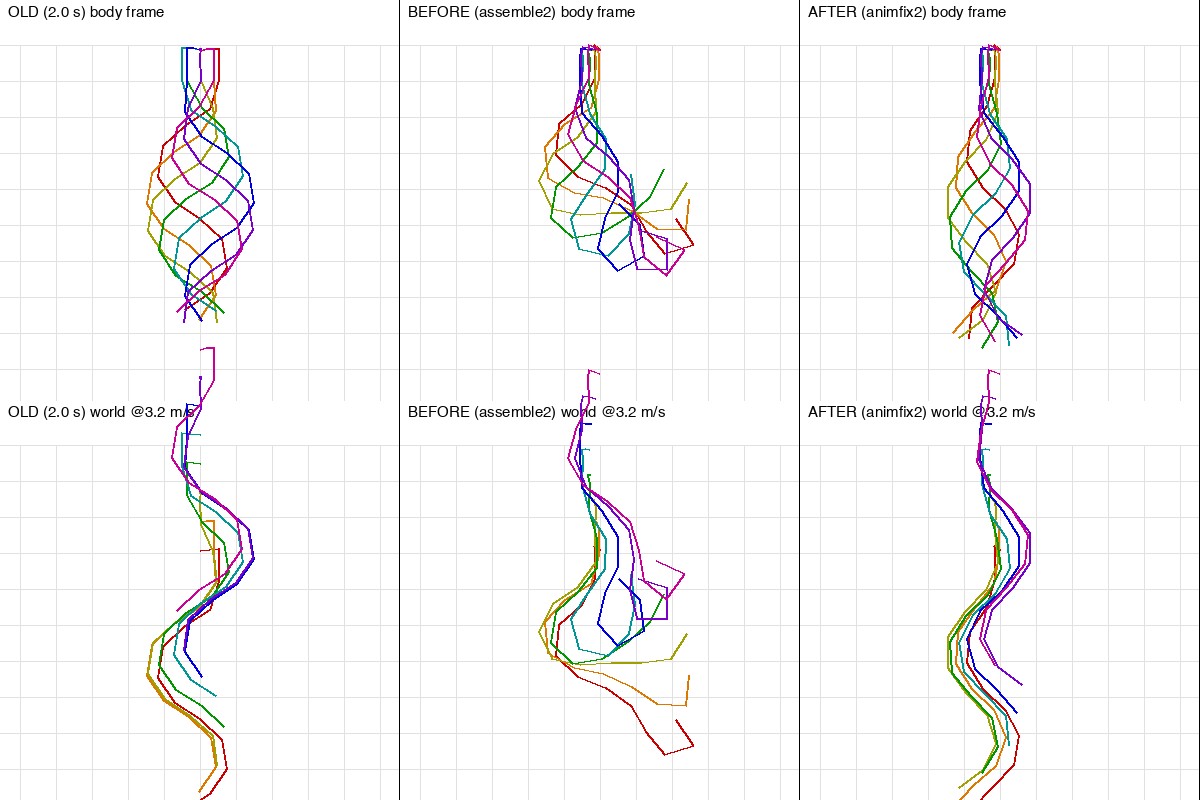 OLD (2.0 s) body frame
BEFORE (assemble2) body frame
AFTER (animfix2) body frame
OLD (2.0 s) world @3.2 m/s
BEFORE (assemble2) world @3.2 m/s
AFTER (animfix2) world @3.2 m/s